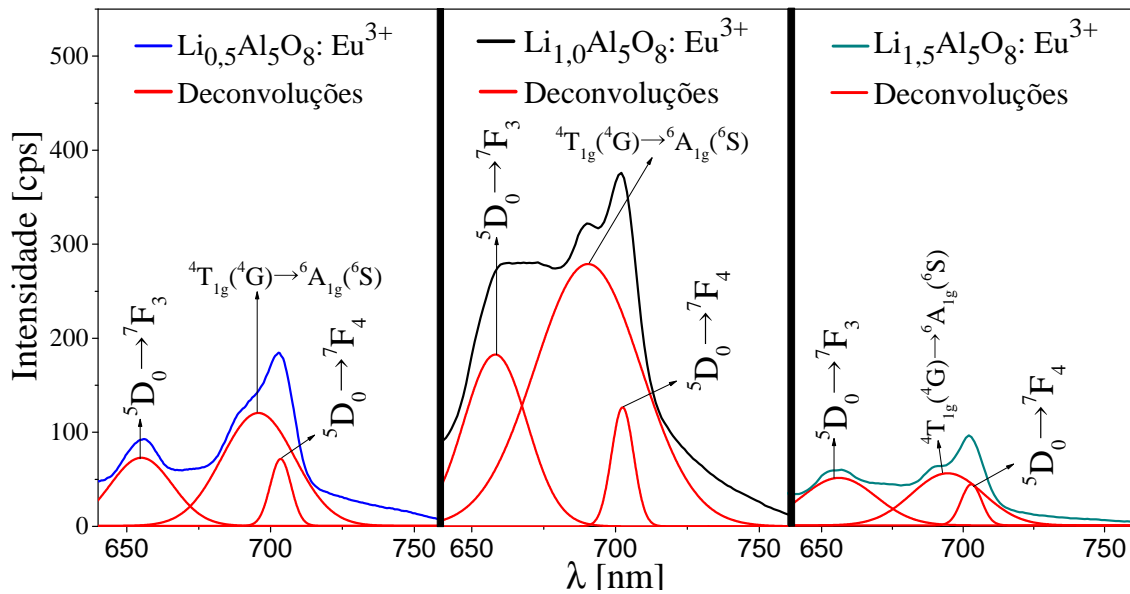 Intensidade [cps]
500
400
300
200
100
0
Li0,5Al5O8: Eu3+
Deconvoluções
5D0→7F3
4T1g(4G)→6A1g(6S)
5D0→7F4
650
700
750
Li1,0Al5O8: Eu3+
Deconvoluções
5D0→7F3
4T1g(4G)→6A1g(6S)
5D0→7F4
650
700
750
Li1,5Al5O8: Eu3+
Deconvoluções
5D0→7F3
4T1g(4G)→6A1g(6S)
5D0→7F4
650
700
750
λ [nm]